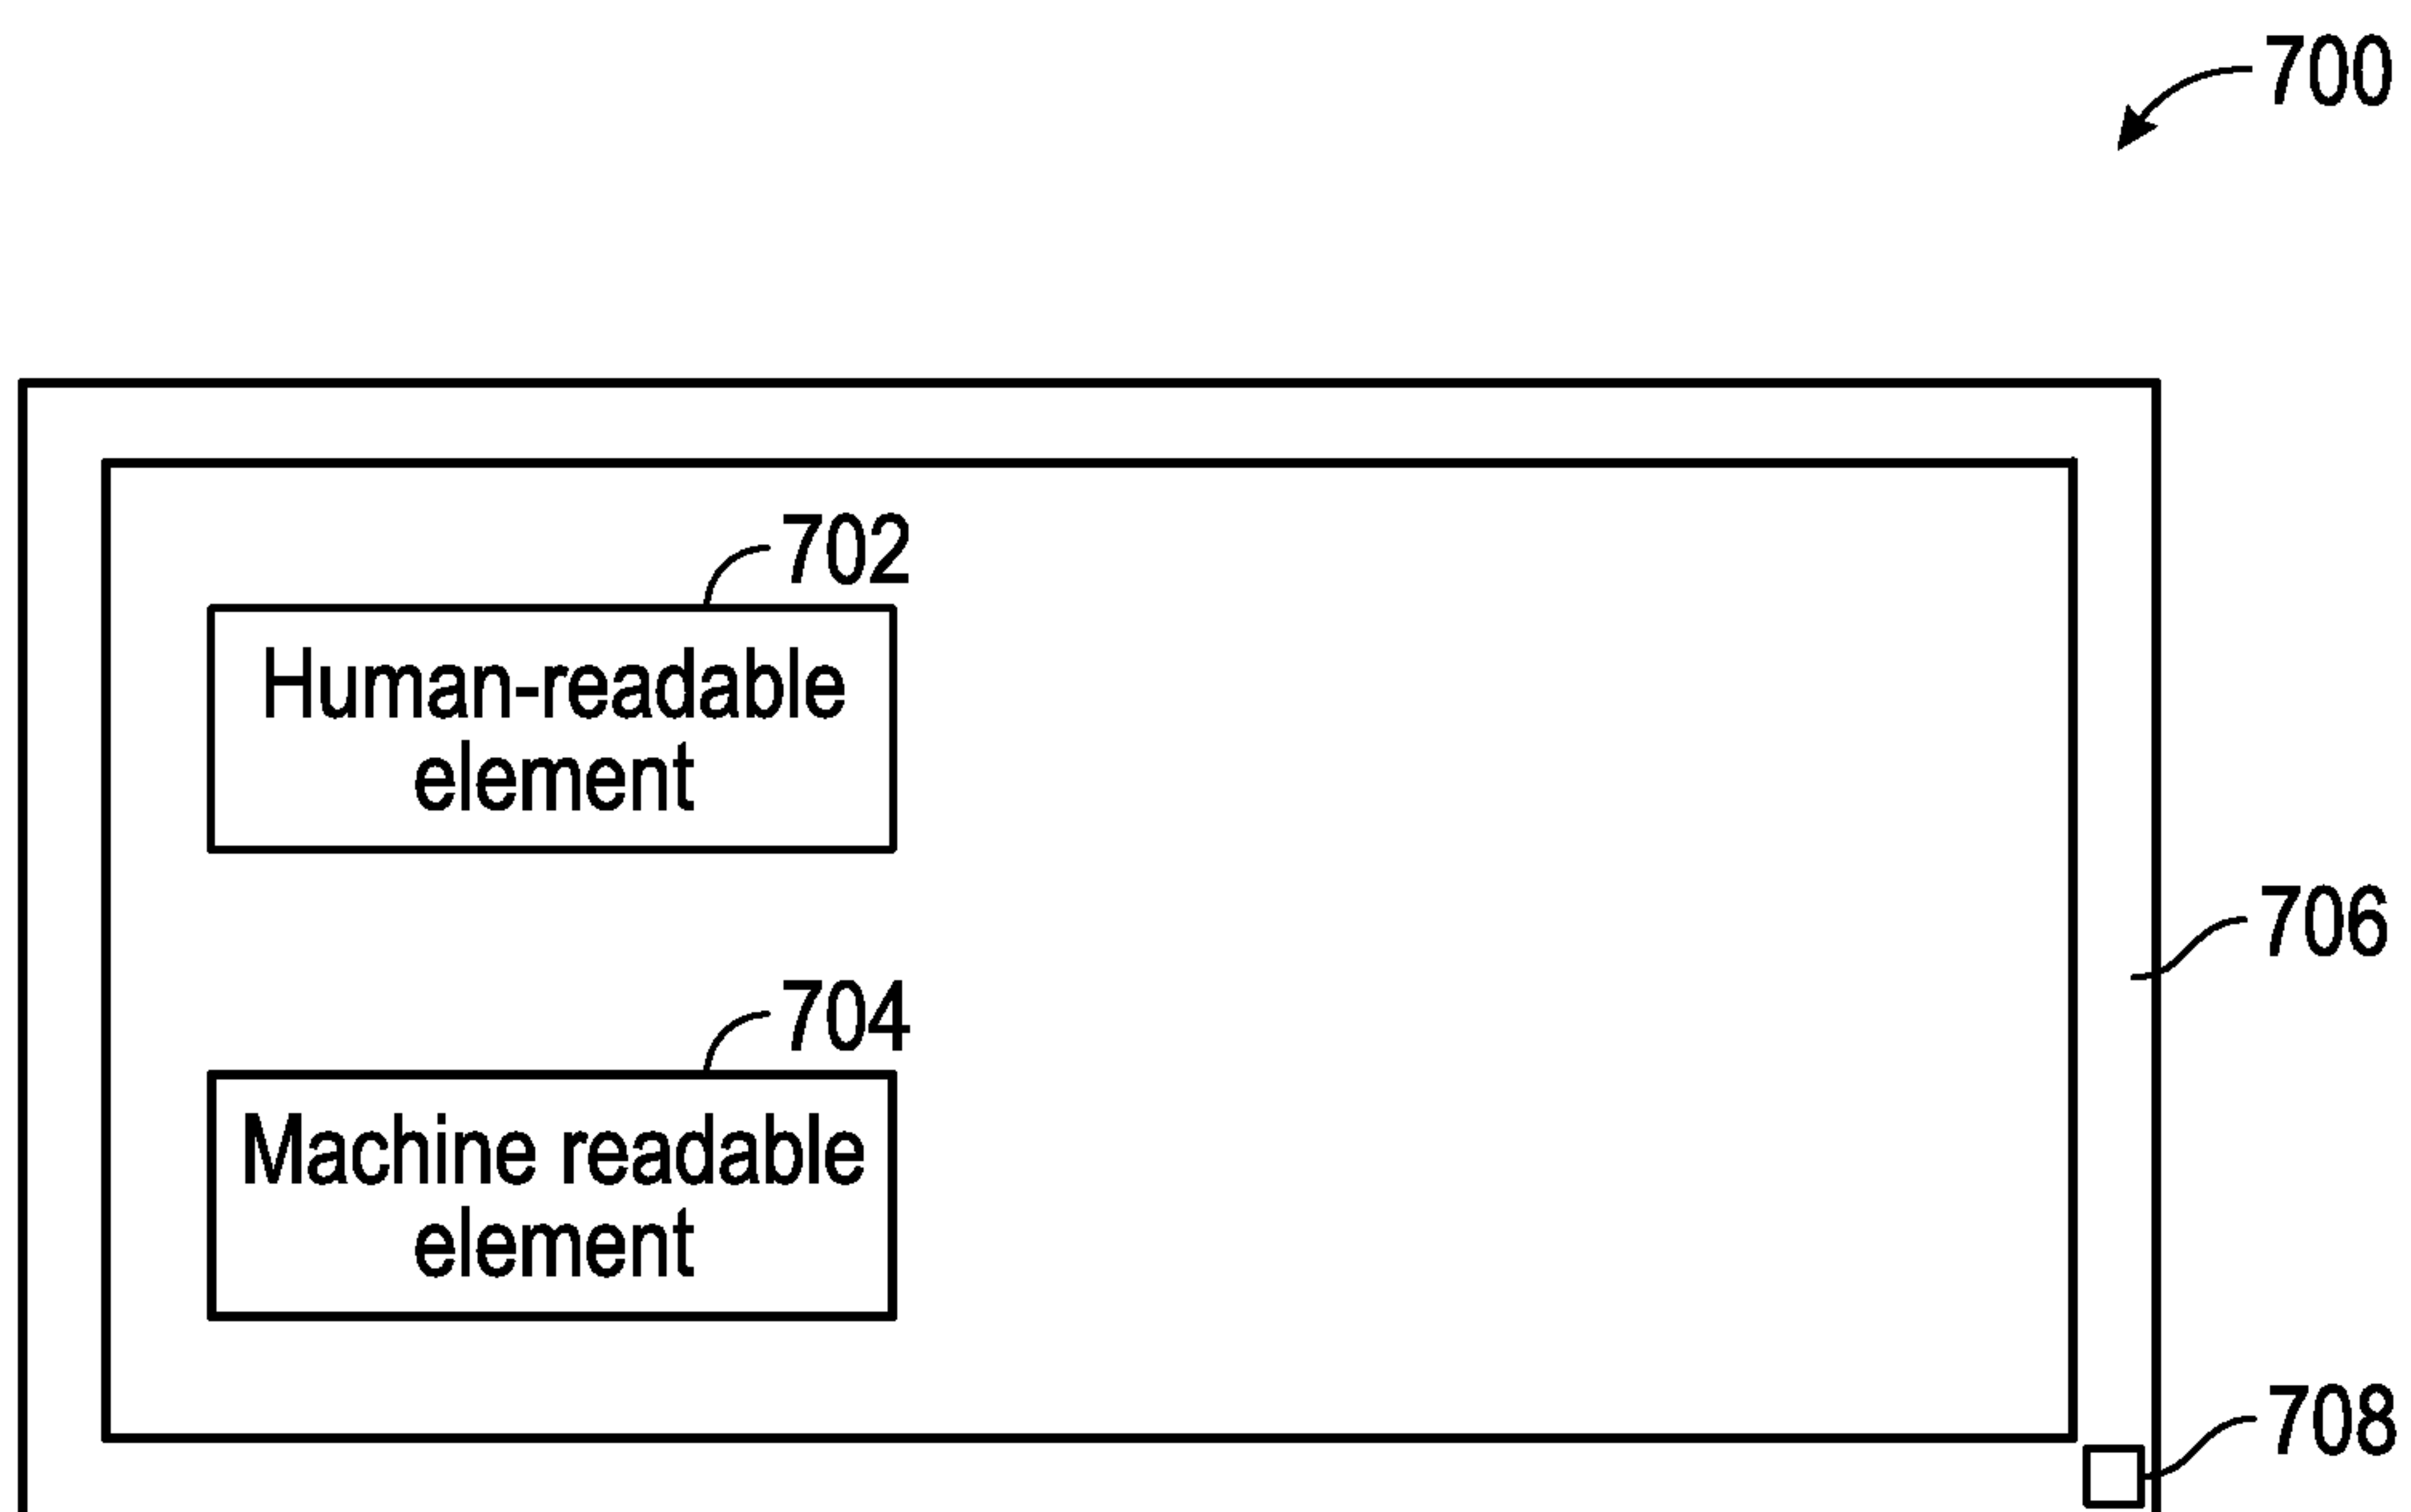 700
702
Human-readable
element
706
704
Machine readable
element
708